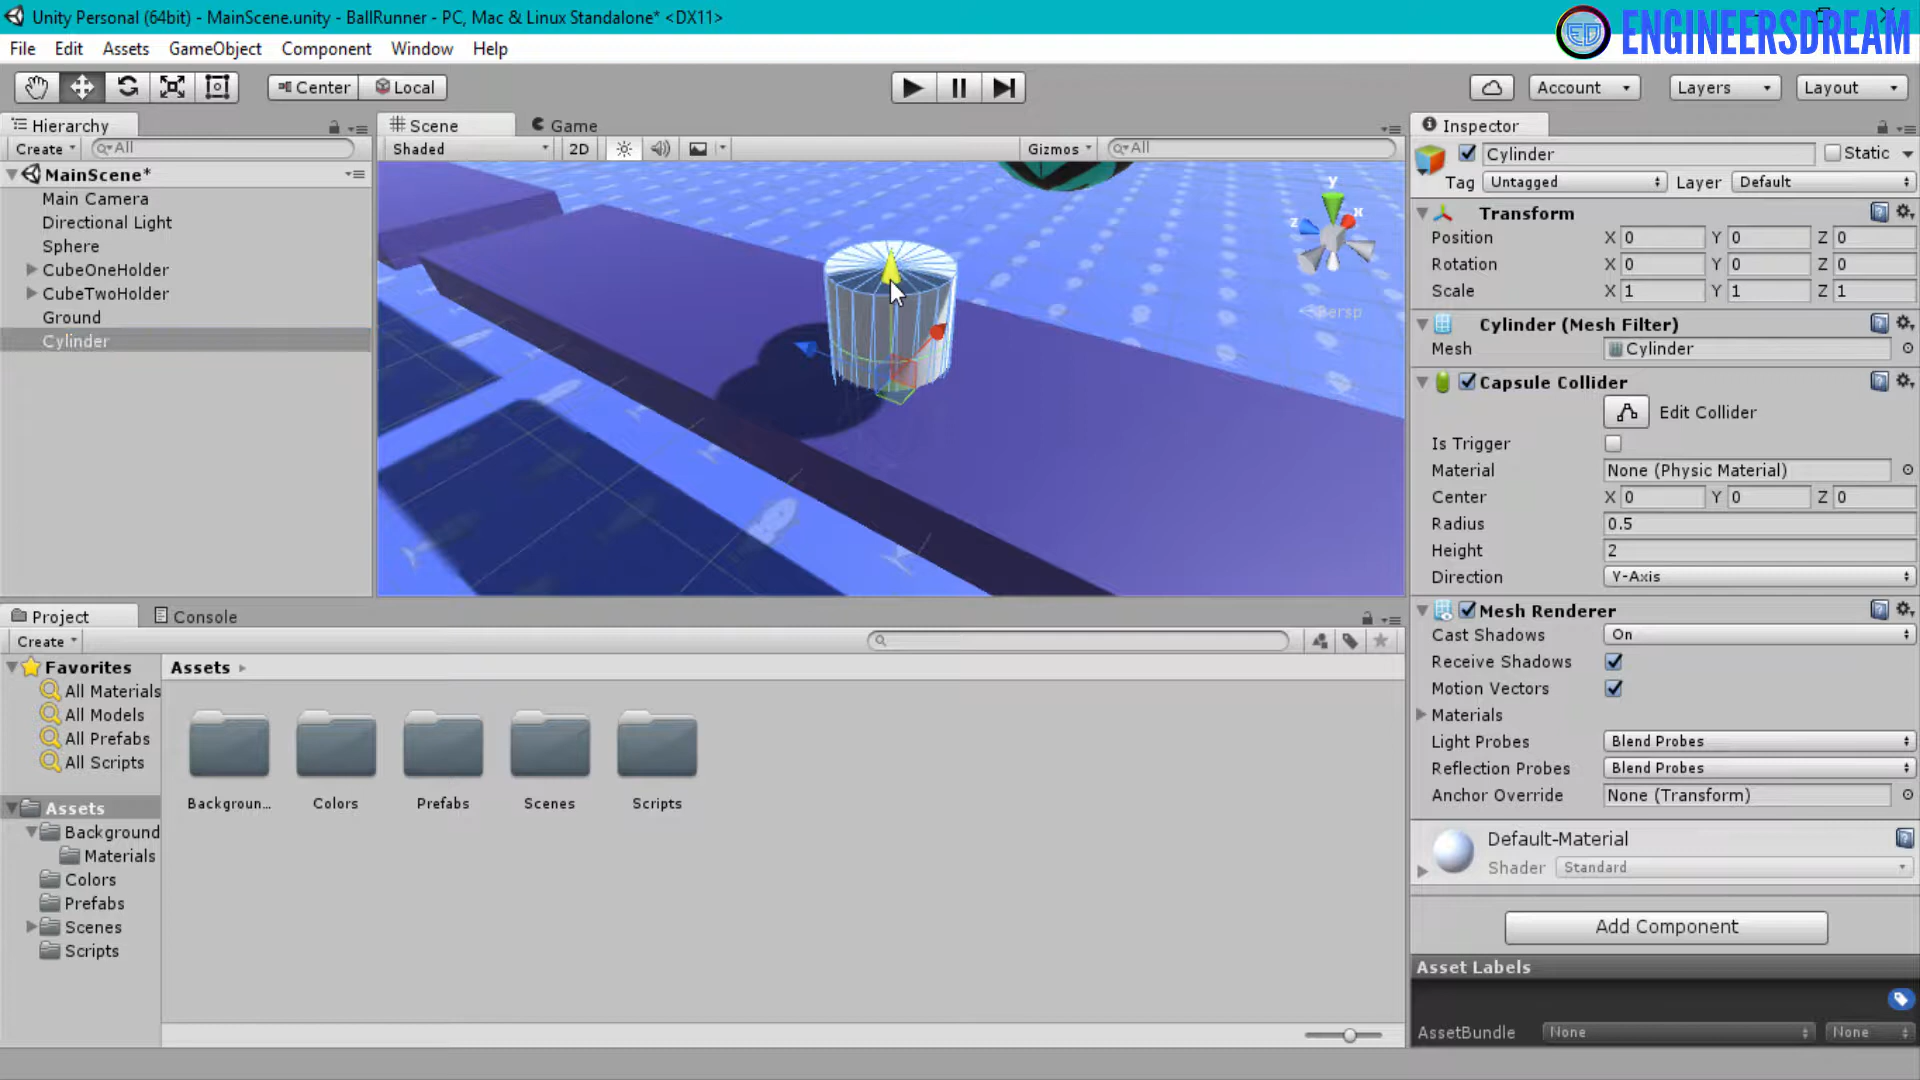 Unity Personal (64bit) - MainScene.unity - BallRunner - PC, Mac & Linux Standalone* <DX11>
ED ENGINEERSDREAM
File Edit Assets GameObject Component Window Help
Center Local Account Layers Layout
Hierarchy
Create All
MainScene*
Main Camera
Directional Light
Sphere
CubeOneHolder
CubeTwoHolder
Ground
Cylinder
Scene Game
Shaded 2D Gizmos All
y
x
z
Persp
Inspector
Cylinder Static
Tag Untagged Layer Default
Transform
Position X 0 Y 0 Z 0
Rotation X 0 Y 0 Z 0
Scale X 1 Y 1 Z 1
Cylinder (Mesh Filter)
Mesh Cylinder
Capsule Collider
Edit Collider
Is Trigger
Material None (Physic Material)
Center X 0 Y 0 Z 0
Radius 0.5
Height 2
Direction Y-Axis
Mesh Renderer
Cast Shadows On
Receive Shadows
Motion Vectors
Materials
Light Probes Blend Probes
Reflection Probes Blend Probes
Anchor Override None (Transform)
Default-Material
Shader Standard
Add Component
Asset Labels
AssetBundle None None
Project Console
Create
Favorites
All Materials
All Models
All Prefabs
All Scripts
Assets
Background
Materials
Colors
Prefabs
Scenes
Scripts
Assets
Backgroun... Colors Prefabs Scenes Scripts